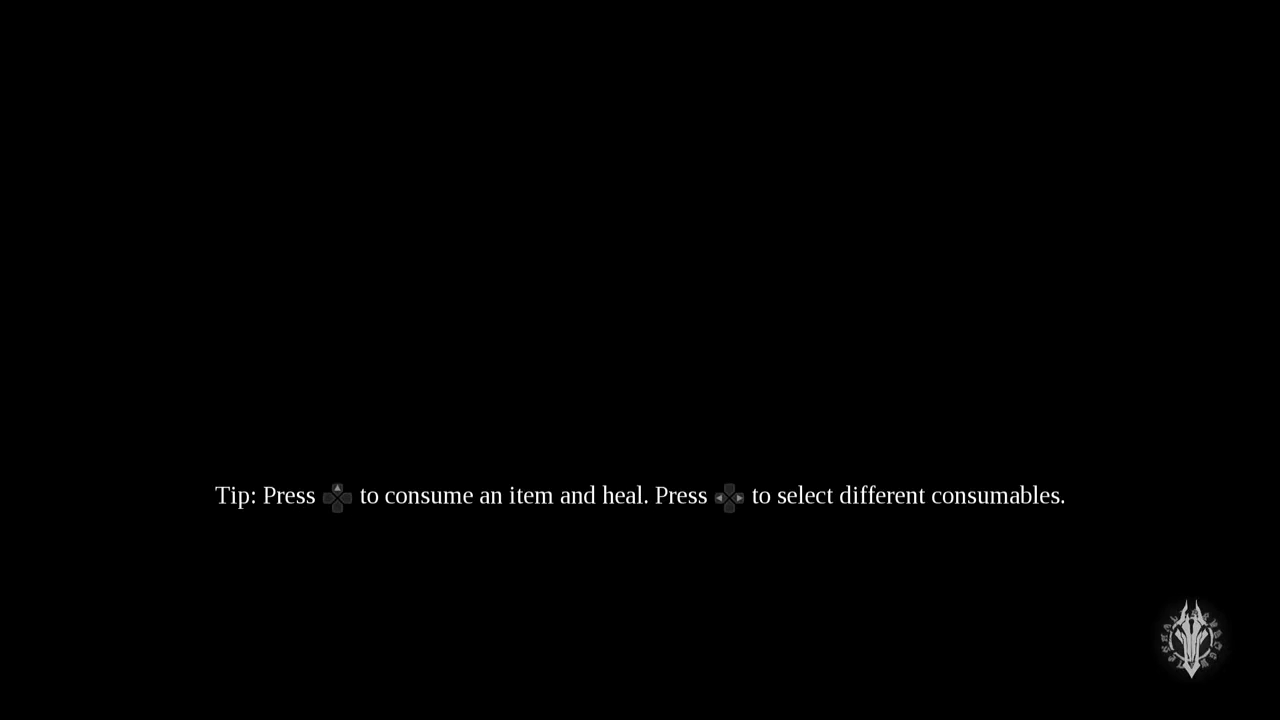 Tip: Press to consume an item and heal. Press to select different consumables.